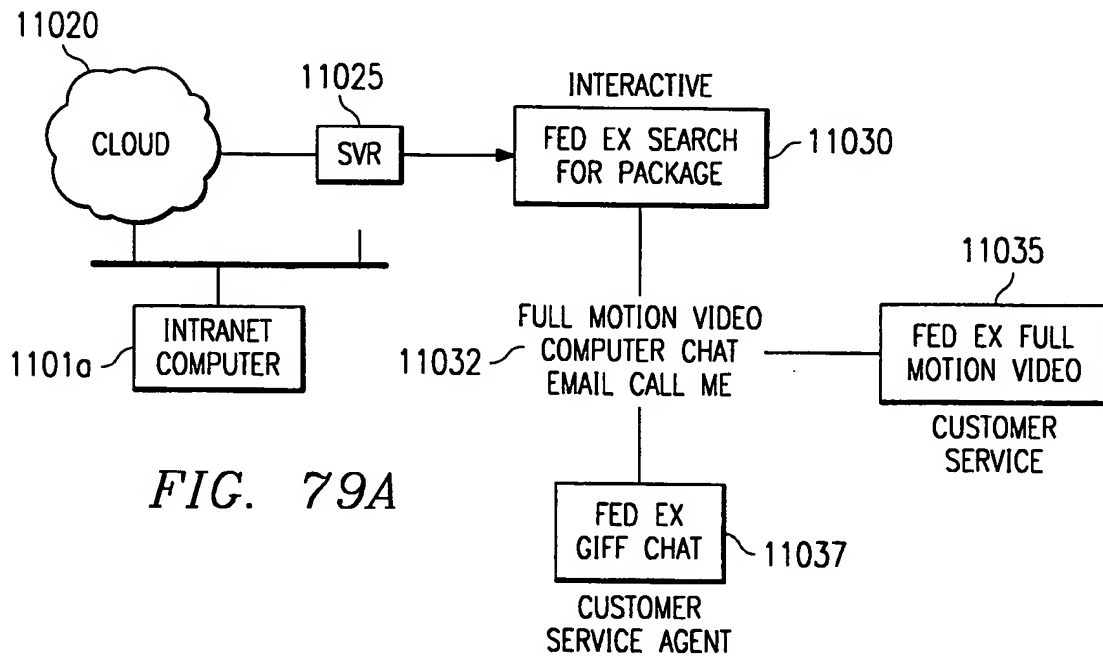 11020
CLOUD
11025
SVR
INTERACTIVE
FED EX SEARCH
FOR PACKAGE
11030
INTRANET
COMPUTER
1101a
FULL MOTION VIDEO
COMPUTER CHAT
EMAIL CALL ME
11032
11035
FED EX FULL
MOTION VIDEO
CUSTOMER
SERVICE
FIG. 79A
FED EX
GIFF CHAT
11037
CUSTOMER
SERVICE AGENT